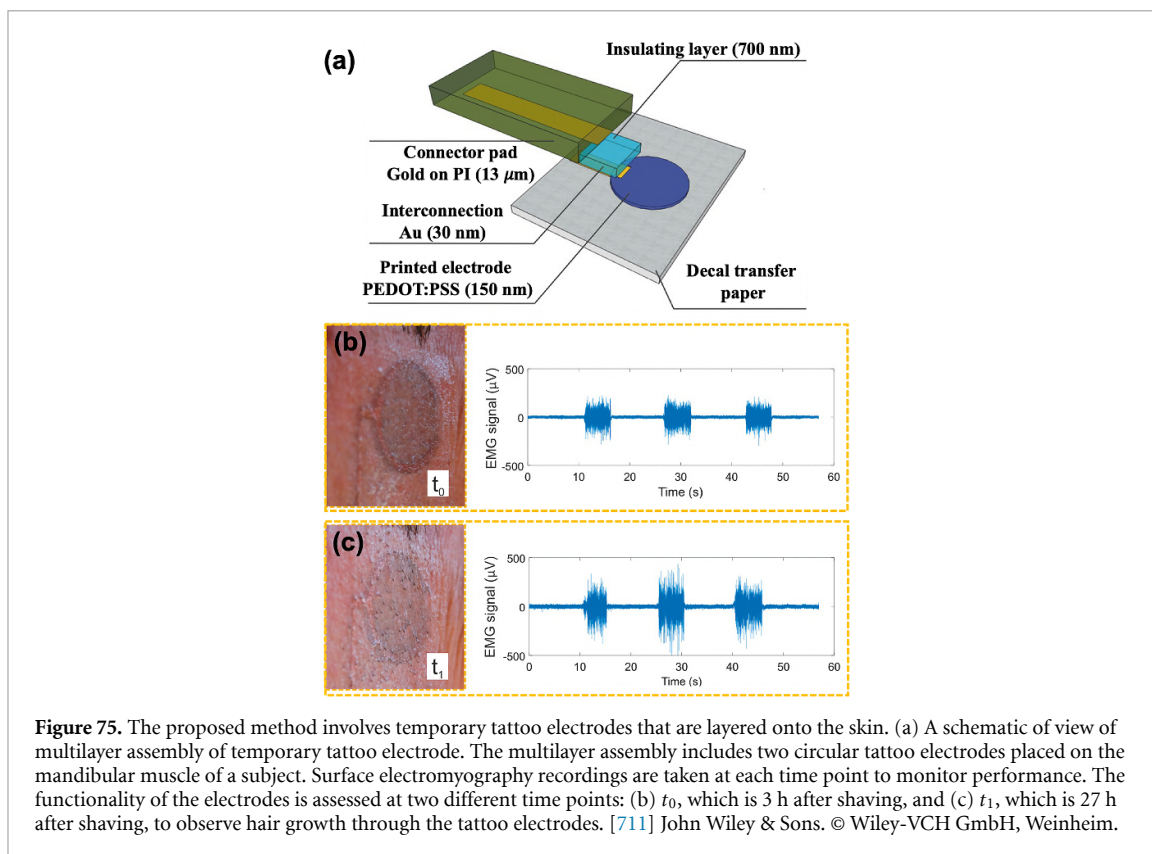 (a)
Insulating layer (700 nm)
Connector pad
Gold on PI (13 μm)
Interconnection
Au (30 nm)
Printed electrode
PEDOT:PSS (150 nm)
Decal transfer
paper
(b)
t0
EMG signal (μV)
500
0
-500
0 10 20 30 40 50 60
Time (s)
(c)
t1
EMG signal (μV)
500
0
-500
0 10 20 30 40 50 60
Time (s)
Figure 75. The proposed method involves temporary tattoo electrodes that are layered onto the skin. (a) A schematic of view of
multilayer assembly of temporary tattoo electrode. The multilayer assembly includes two circular tattoo electrodes placed on the
mandibular muscle of a subject. Surface electromyography recordings are taken at each time point to monitor performance. The
functionality of the electrodes is assessed at two different time points: (b) t0, which is 3 h after shaving, and (c) t1, which is 27 h
after shaving, to observe hair growth through the tattoo electrodes. [711] John Wiley & Sons. © Wiley-VCH GmbH, Weinheim.